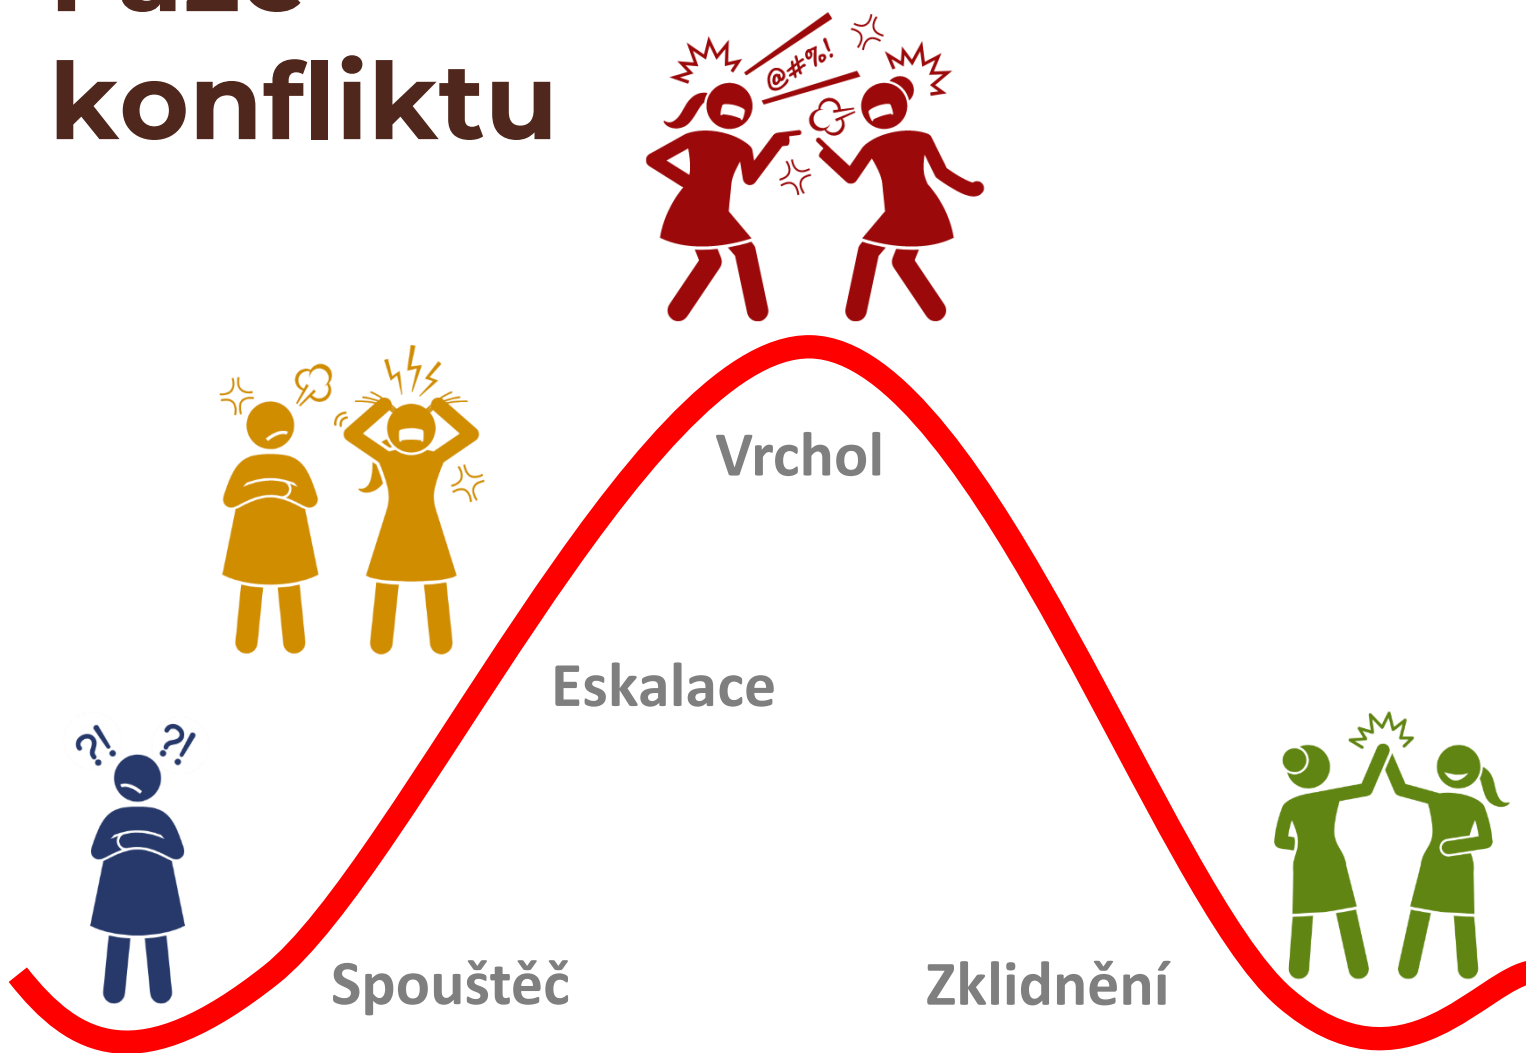 konfliktu
@#%!
Vrchol
Eskalace
?!
?!
Spouštěč
Zklidnění